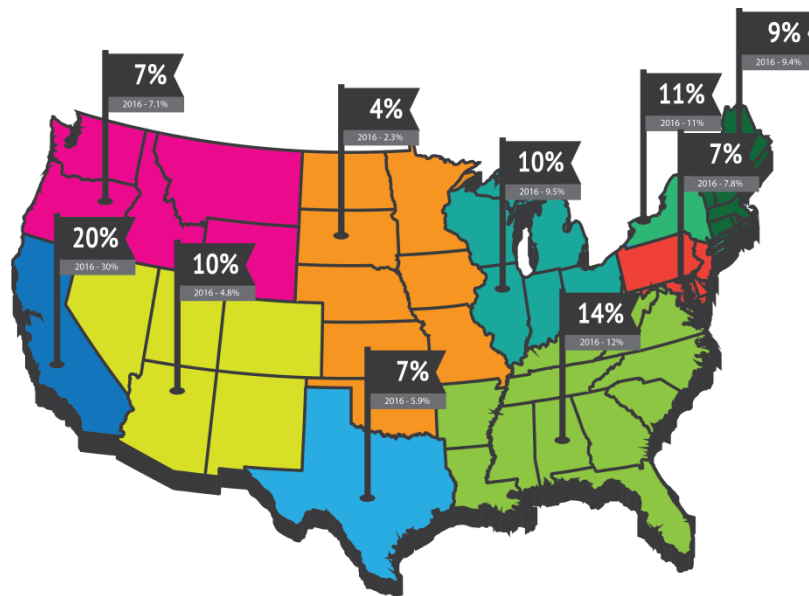 9%
2016 - 9.4%
7%
2016 - 7.1%
11%
2016 - 11%
4%
2016 - 2.3%
7%
2016 - 7.8%
10%
2016 - 9.5%
20%
2016 - 30%
10%
2016 - 4.8%
14%
2016 - 12%
7%
2016 - 5.9%